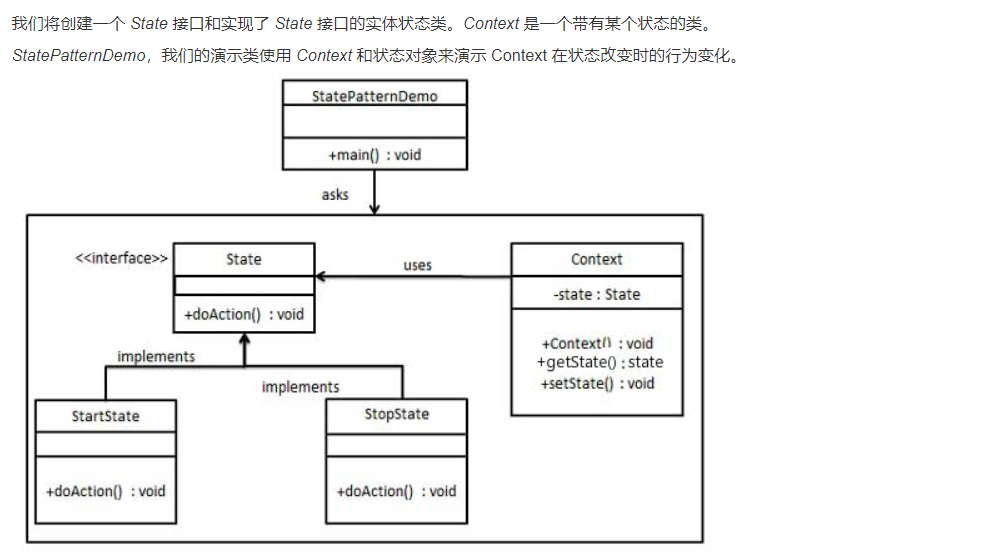 我们将创建一个 State 接口和实现了 State 接口的实体状态类。Context 是一个带有某个状态的类。
StatePatternDemo，我们的演示类使用 Context 和状态对象来演示 Context 在状态改变时的行为变化。
StatePatternDemo
+main() : void
asks
<<interface>>
State
+doAction() : void
uses
Context
-state : State
+Context() : void
+getState() : state
+setState() : void
implements
implements
StartState
+doAction() : void
StopState
+doAction() : void